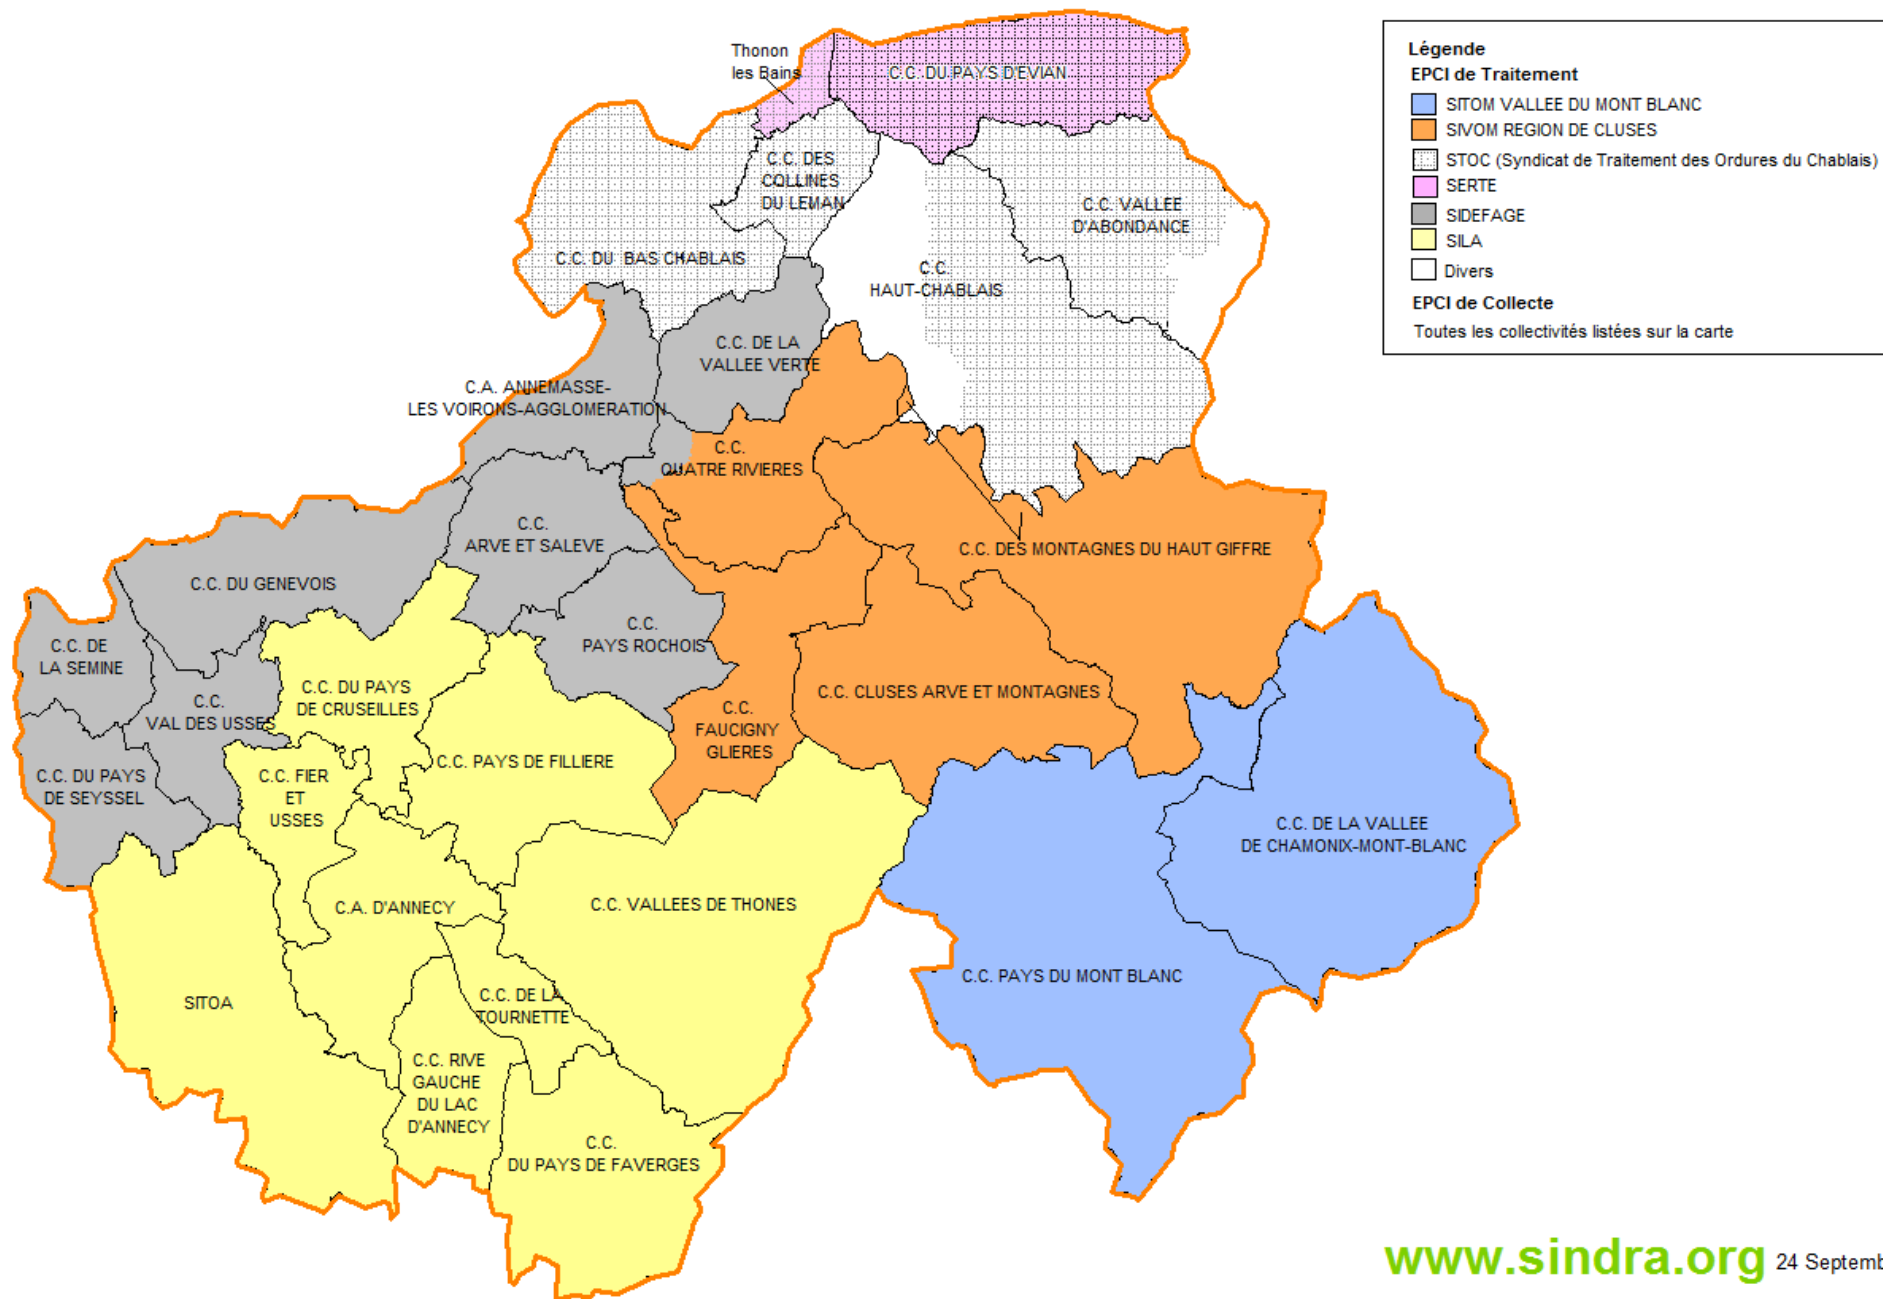 Thonon
les Bains
C.C. DU PAYS D'EVIAN
C.C. DES
COLLINES
DU LEMAN
C.C. VALLEE
D'ABONDANCE
C.C. DU BAS CHABLAIS
C.C.
HAUT-CHABLAIS
C.C. DE LA
VALLEE VERTE
C.A. ANNEMASSE-
LES VOIRONS-AGGLOMERATION
C.C.
QUATRE RIVIERES
C.C.
ARVE ET SALEVE
C.C. DES MONTAGNES DU HAUT GIFFRE
C.C. DU GENEVOIS
C.C. DE
LA SEMINE
C.C.
PAYS ROCHOIS
C.C. DU PAYS
DE CRUSEILLES
C.C.
VAL DES USSES
C.C. CLUSES ARVE ET MONTAGNES
C.C.
FAUCIGNY
GLIERES
C.C. DU PAYS
DE SEYSSEL
C.C. FIER
ET
USSES
C.C. PAYS DE FILLIERE
C.C. DE LA VALLEE
DE CHAMONIX-MONT-BLANC
C.A. D'ANNECY
C.C. VALLEES DE THONES
C.C. PAYS DU MONT BLANC
SITOA
C.C. DE LA
TOURNETTE
C.C. RIVE
GAUCHE
DU LAC
D'ANNECY
C.C.
DU PAYS DE FAVERGES
Légende
EPCI de Traitement
SITOM VALLEE DU MONT BLANC
SIVOM REGION DE CLUSES
STOC (Syndicat de Traitement des Ordures du Chablais)
SERTE
SIDEFAGE
SILA
Divers
EPCI de Collecte
Toutes les collectivités listées sur la carte
www.sindra.org 24 Septemb